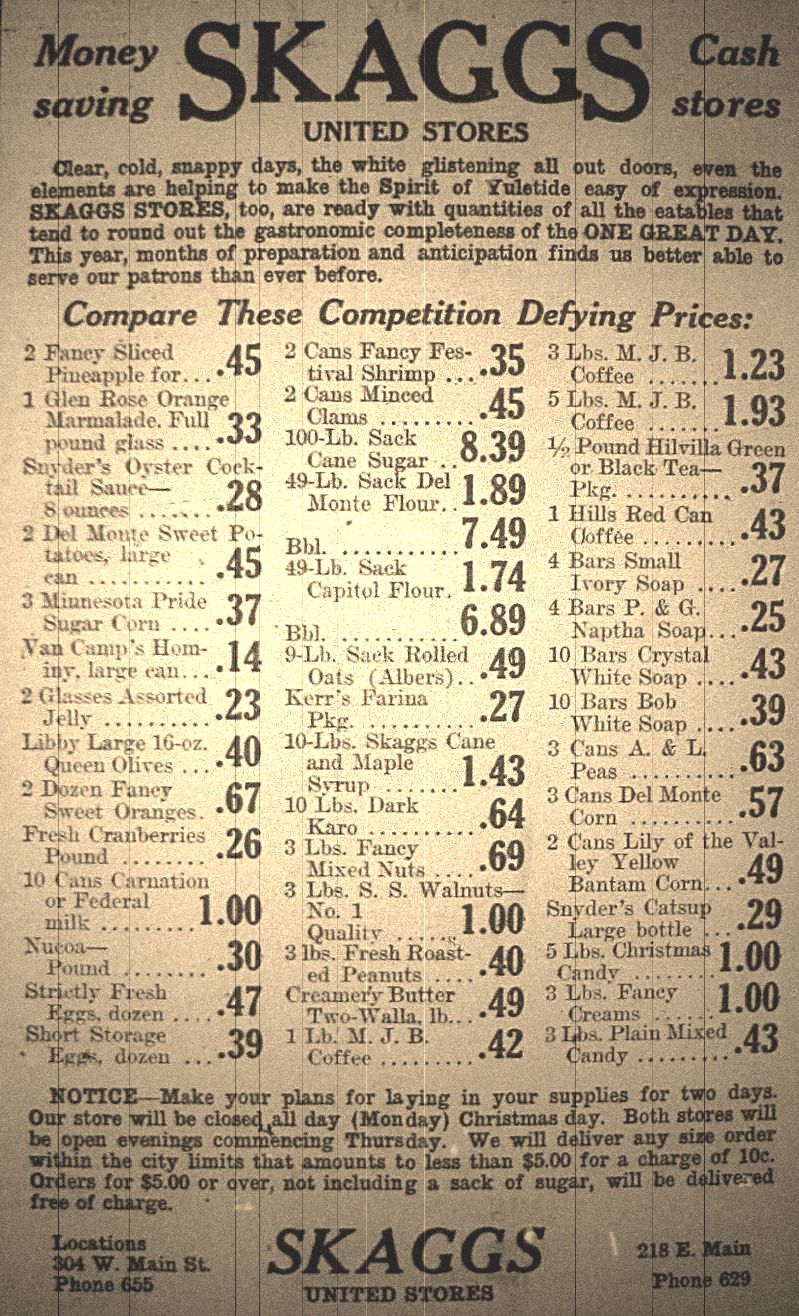 Money saving
SKAGGS
Cash stores
UNITED STORES
Clear, cold, snappy days, the white glistening all out doors, even the
elements are helping to make the Spirit of Yuletide easy of expression.
SKAGGS STORES, too, are ready with quantities of all the eatables that
tend to round out the gastronomic completeness of the ONE GREAT DAY.
This year, months of preparation and anticipation finds us better able to
serve our patrons than ever before.
Compare These Competition Defying Prices:
2 Fancy Sliced
Pineapple for... .45
1 Glen Rose Orange
Marmalade. Full
pound glass .... .33
Snyder's Oyster Cock-
tail Sauce—
8 ounces ....... .28
2 Del Monte Sweet Po-
tatoes, large
can ........... .45
3 Minnesota Pride
Sugar Corn .... .37
Van Camp's Hom-
iny, large can... .14
2 Glasses Assorted
Jelly .......... .23
Libby Large 16-oz.
Queen Olives ... .40
2 Dozen Fancy
Sweet Oranges. .67
Fresh Cranberries
Pound ........ .26
10 Cans Carnation
or Federal
milk ......... 1.00
Nucoa—
Pound ........ .30
Strictly Fresh
Eggs, dozen .... .47
Short Storage
Eggs, dozen ... .39
2 Cans Fancy Fes-
tival Shrimp ... .35
2 Cans Minced
Clams ......... .45
100-Lb. Sack
Cane Sugar .. 8.39
49-Lb. Sack Del
Monte Flour.. 1.89
Bbl. ........... 7.49
49-Lb. Sack
Capitol Flour. 1.74
Bbl. ........... 6.89
9-Lb. Sack Rolled
Oats (Albers).. .49
Kerr's Farina
Pkg. .......... .27
10-Lbs. Skaggs Cane
and Maple
Syrup ....... 1.43
10 Lbs. Dark
Karo .......... .64
3 Lbs. Fancy
Mixed Nuts .... .69
3 Lbs. S. S. Walnuts—
No. 1
Quality ...... 1.00
3 lbs. Fresh Roast-
ed Peanuts .... .40
Creamery Butter
Two-Walla, lb... .49
1 Lb. M. J. B.
Coffee ......... .42
3 Lbs. M. J. B.
Coffee ....... 1.23
5 Lbs. M. J. B.
Coffee ....... 1.93
½ Pound Hilvilla Green
or Black Tea—
Pkg. .......... .37
1 Hills Red Can
Coffee ......... .43
4 Bars Small
Ivory Soap .... .27
4 Bars P. & G.
Naptha Soap... .25
10 Bars Crystal
White Soap .... .43
10 Bars Bob
White Soap .... .39
3 Cans A. & L.
Peas .......... .63
3 Cans Del Monte
Corn .......... .57
2 Cans Lily of the Val-
ley Yellow
Bantam Corn... .49
Snyder's Catsup
Large bottle ... .29
5 Lbs. Christmas
Candy ........ 1.00
3 Lbs. Fancy
Creams ...... 1.00
3 Lbs. Plain Mixed
Candy ......... .43
NOTICE—Make your plans for laying in your supplies for two days.
Our store will be closed all day (Monday) Christmas day. Both stores will
be open evenings commencing Thursday. We will deliver any size order
within the city limits that amounts to less than $5.00 for a charge of 10c.
Orders for $5.00 or over, not including a sack of sugar, will be delivered
free of charge.
Locations
304 W. Main St.
Phone 655
SKAGGS
UNITED STORES
218 E. Main
Phone 629